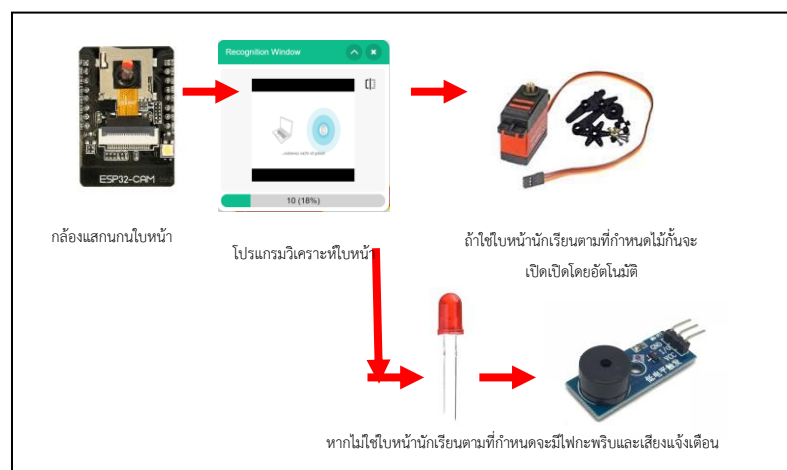 Recognition Window
ESP32-CAM
10 (18%)
กล้องแสกนกนใบหน้า
โปรแกรมวิเคราะห์ใบหน้า
ถ้าใช่ใบหน้านักเรียนตามที่กำหนดไม้กั้นจะ
เปิดเปิดโดยอัตโนมัติ
GND
I/O
VCC
低电平触发
หากไม่ใช่ใบหน้านักเรียนตามที่กำหนดจะมีไฟกะพริบและเสียงแจ้งเตือน